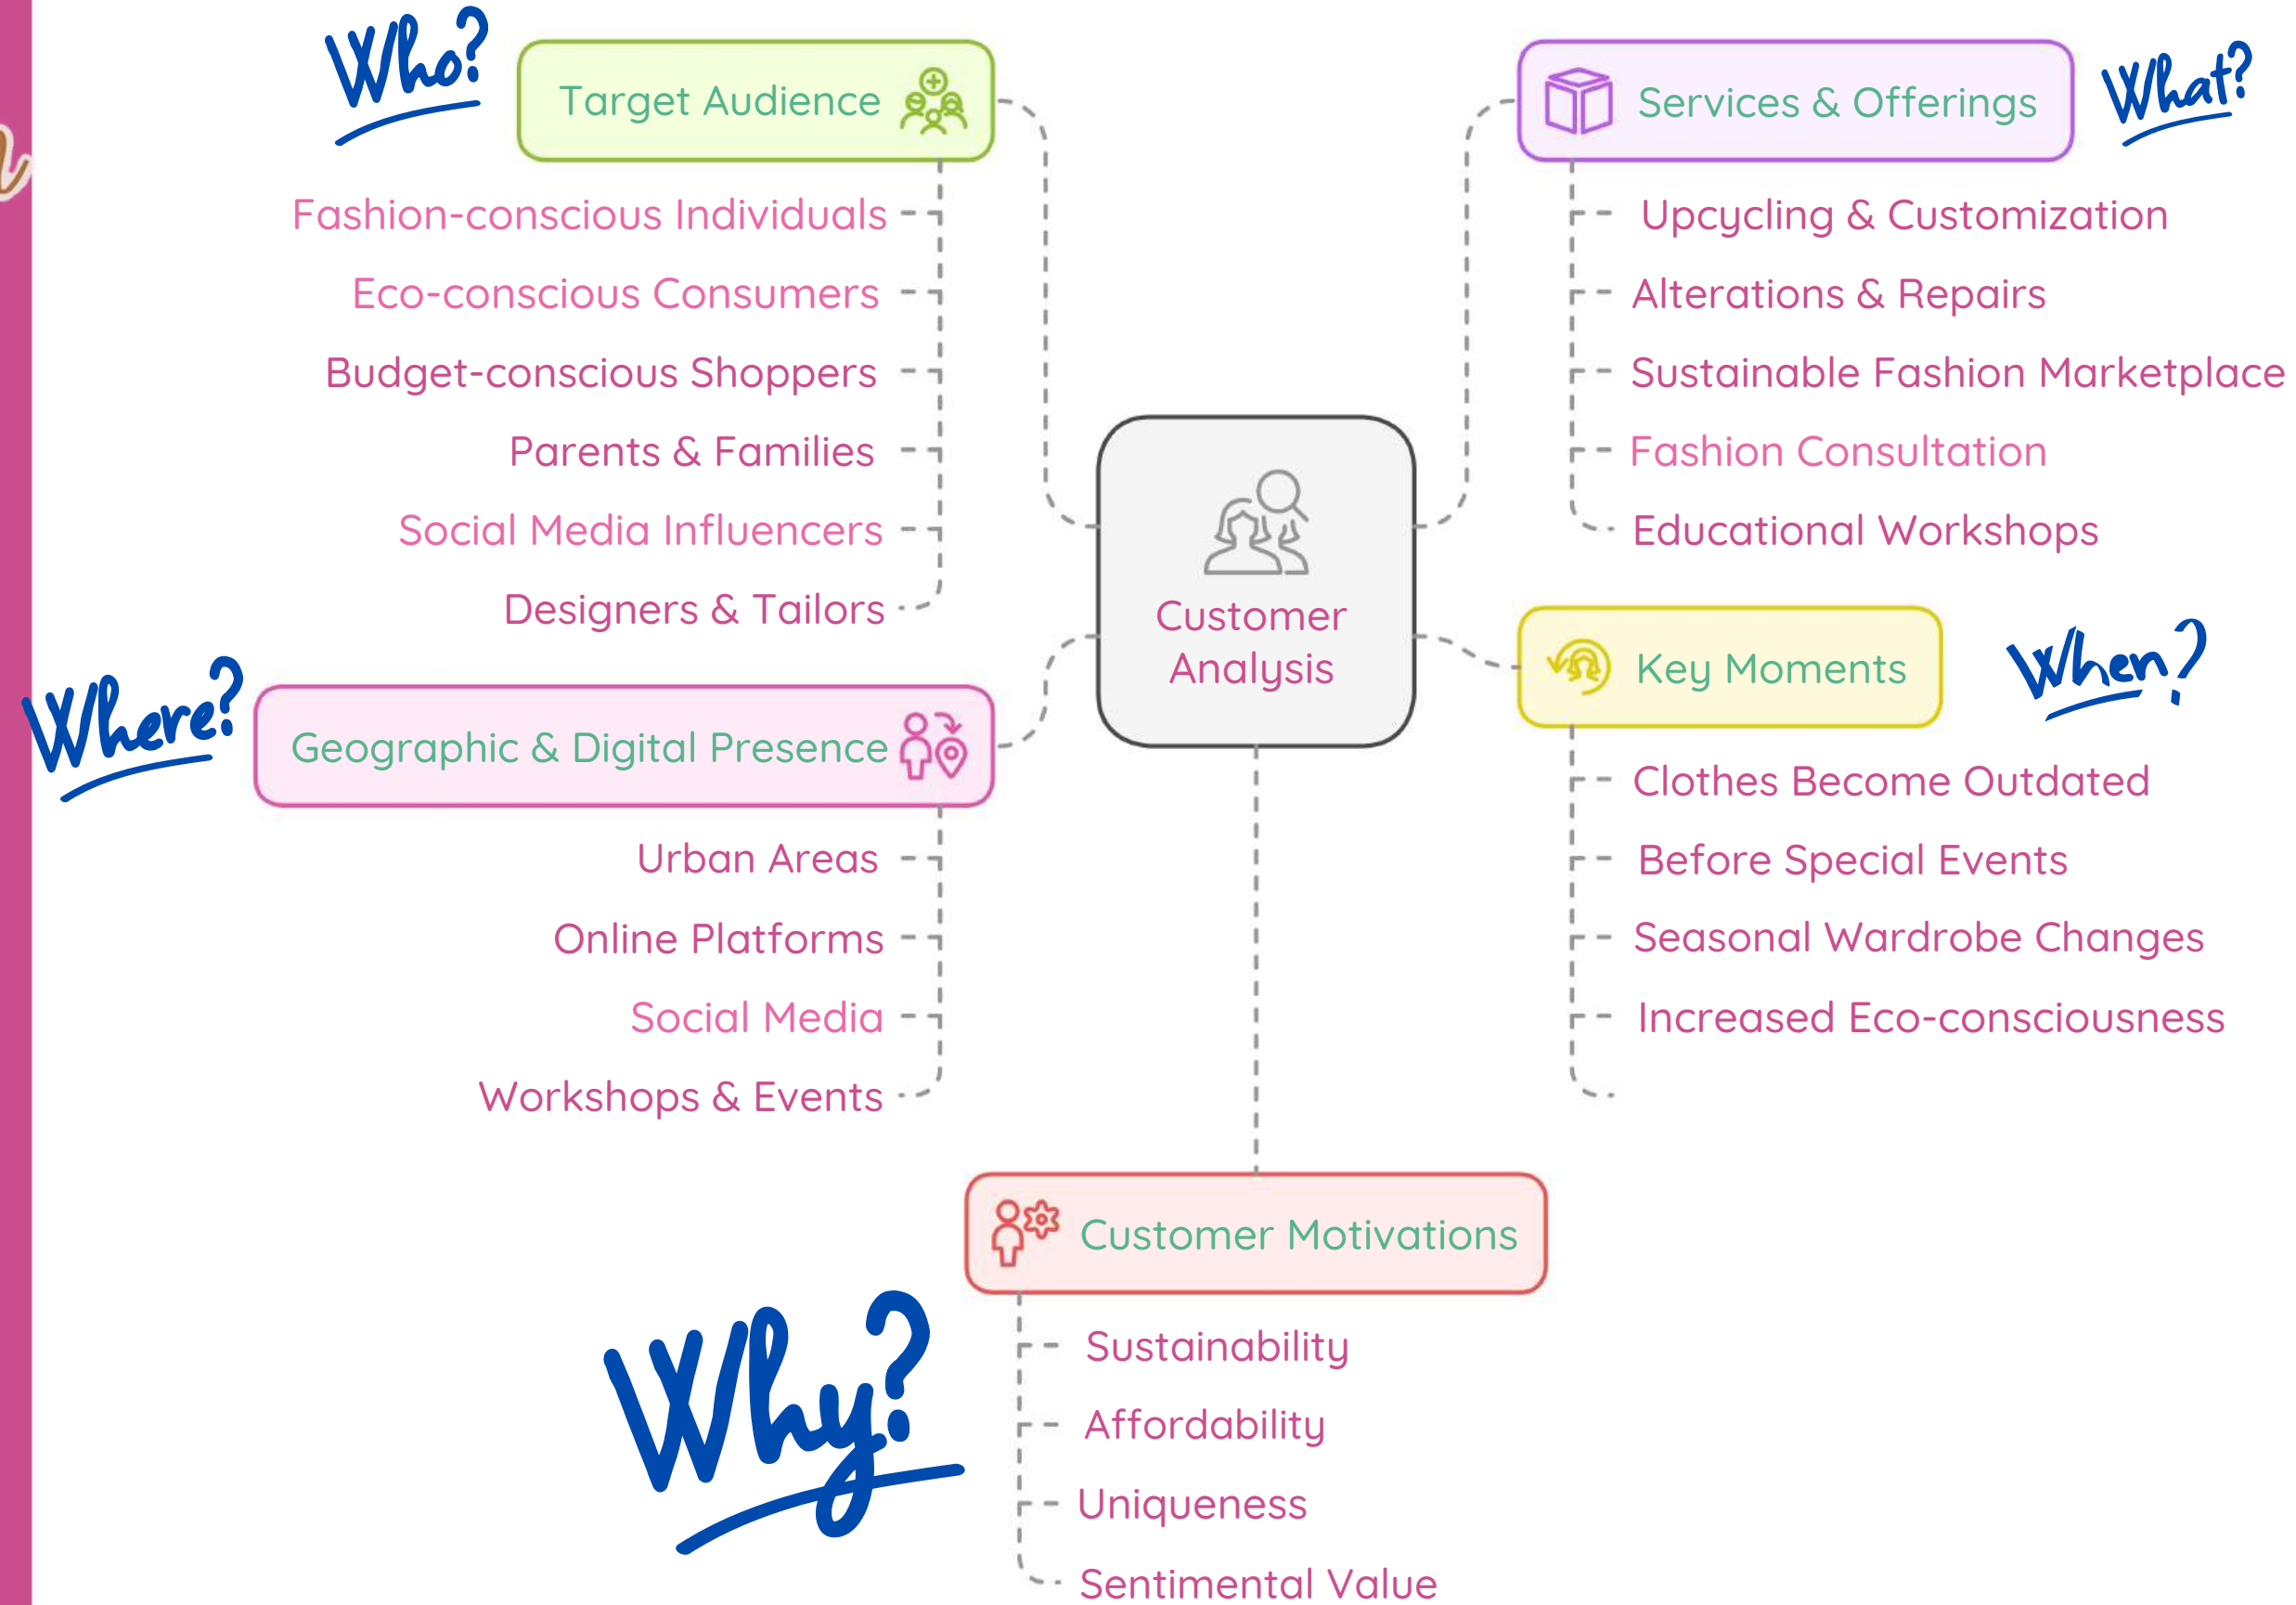 Who?
Target Audience
Fashion-conscious Individuals
Eco-conscious Consumers
Budget-conscious Shoppers
Parents & Families
Social Media Influencers
Designers & Tailors
What?
Services & Offerings
Upcycling & Customization
Alterations & Repairs
Sustainable Fashion Marketplace
Fashion Consultation
Educational Workshops
Customer
Analysis
Where?
Geographic & Digital Presence
Urban Areas
Online Platforms
Social Media
Workshops & Events
When?
Key Moments
Clothes Become Outdated
Before Special Events
Seasonal Wardrobe Changes
Increased Eco-consciousness
Why?
Customer Motivations
Sustainability
Affordability
Uniqueness
Sentimental Value